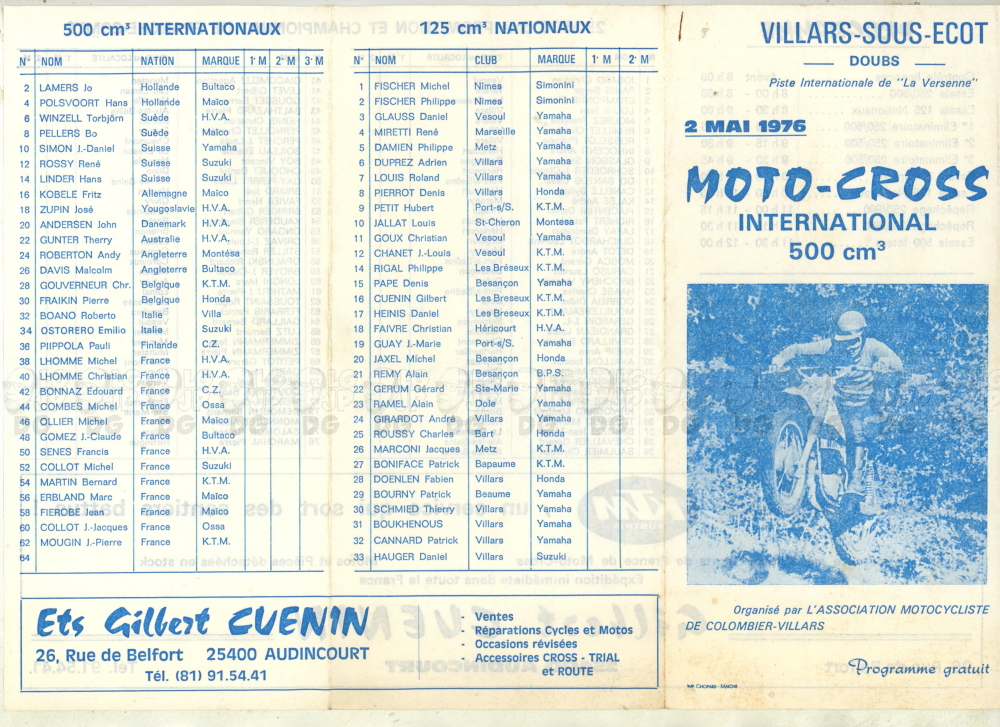 500 cm³ INTERNATIONAUX
N° NOM NATION MARQUE 1ᵉ M 2ᵉ M 3ᵉ M
2 LAMERS Jo Hollande Bultaco
4 POLSVOORT Hans Hollande Maïco
6 WINZELL Torbjörn Suède H.V.A.
8 PELLERS Bo Suède Maïco
10 SIMON J.-Daniel Suisse Yamaha
12 ROSSY René Suisse Suzuki
14 LINDER Hans Suisse Suzuki
16 KOBELE Fritz Allemagne Maïco
18 ZUPIN José Yougoslavie H.V.A.
20 ANDERSEN John Danemark H.V.A.
22 GUNTER Therry Australie H.V.A.
24 ROBERTON Andy Angleterre Montésa
26 DAVIS Malcolm Angleterre Bultaco
28 GOUVERNEUR Chr. Belgique K.T.M.
30 FRAIKIN Pierre Belgique Honda
32 BOANO Roberto Italie Villa
34 OSTORERO Emilio Italie Suzuki
36 PIIPPOLA Pauli Finlande C.Z.
38 LHOMME Michel France H.V.A.
40 LHOMME Christian France H.V.A.
42 BONNAZ Edouard France C.Z.
44 COMBES Michel France Ossa
46 OLLIER Michel France Maïco
48 GOMEZ J.-Claude France Bultaco
50 SENES Francis France H.V.A.
52 COLLOT Michel France Suzuki
54 MARTIN Bernard France K.T.M.
56 ERBLAND Marc France Maïco
58 FIEROBE Jean France Maïco
60 COLLOT J.-Jacques France Ossa
62 MOUGIN J.-Pierre France K.T.M.
64
125 cm³ NATIONAUX
N° NOM CLUB MARQUE 1ᵉ M 2ᵉ M
1 FISCHER Michel Nîmes Simonini
2 FISCHER Philippe Nîmes Simonini
3 GLAUSS Daniel Vesoul Yamaha
4 MIRETTI René Marseille Yamaha
5 DAMIEN Philippe Metz Yamaha
6 DUPREZ Adrien Villars Yamaha
7 LOUIS Roland Villars Yamaha
8 PIERROT Denis Villars Honda
9 PETIT Hubert Port-s/S. K.T.M.
10 JALLAT Louis St-Cheron Montesa
11 GOUX Christian Vesoul Yamaha
12 CHANET J.-Louis Vesoul K.T.M.
14 RIGAL Philippe Les Bréseux K.T.M.
15 PAPE Denis Besançon Yamaha
16 CUENIN Gilbert Les Breseux K.T.M.
17 HEINIS Daniel Les Breseux K.T.M.
18 FAIVRE Christian Héricourt H.V.A.
19 GUAY J.-Marie Port-s/S. Yamaha
20 JAXEL Michel Besançon Honda
21 REMY Alain Besançon B.P.S.
22 GERUM Gérard Ste-Marie Yamaha
23 RAMEL Alain Dole Yamaha
24 GIRARDOT André Villars Yamaha
25 ROUSSY Charles Bart Honda
26 MARCONI Jacques Metz K.T.M.
27 BONIFACE Patrick Bapaume K.T.M.
28 DOENLEN Fabien Villars Honda
29 BOURNY Patrick Beaume Yamaha
30 SCHMIED Thierry Villars Yamaha
31 BOUKHENOUS Villars Yamaha
32 CANNARD Patrick Villars Yamaha
33 HAUGER Daniel Villars Suzuki
Ets Gilbert CUENIN
26, Rue de Belfort 25400 AUDINCOURT
Tél. (81) 91.54.41
- Ventes
- Réparations Cycles et Motos
- Occasions révisées
- Accessoires CROSS - TRIAL
et ROUTE
VILLARS-SOUS-ECOT
DOUBS
Piste Internationale de "La Versenne"
2 MAI 1976
MOTO-CROSS
INTERNATIONAL
500 cm³
Organisé par L'ASSOCIATION MOTOCYCLISTE
DE COLOMBIER-VILLARS
Programme gratuit
Imp CHOPARD - MAICHE